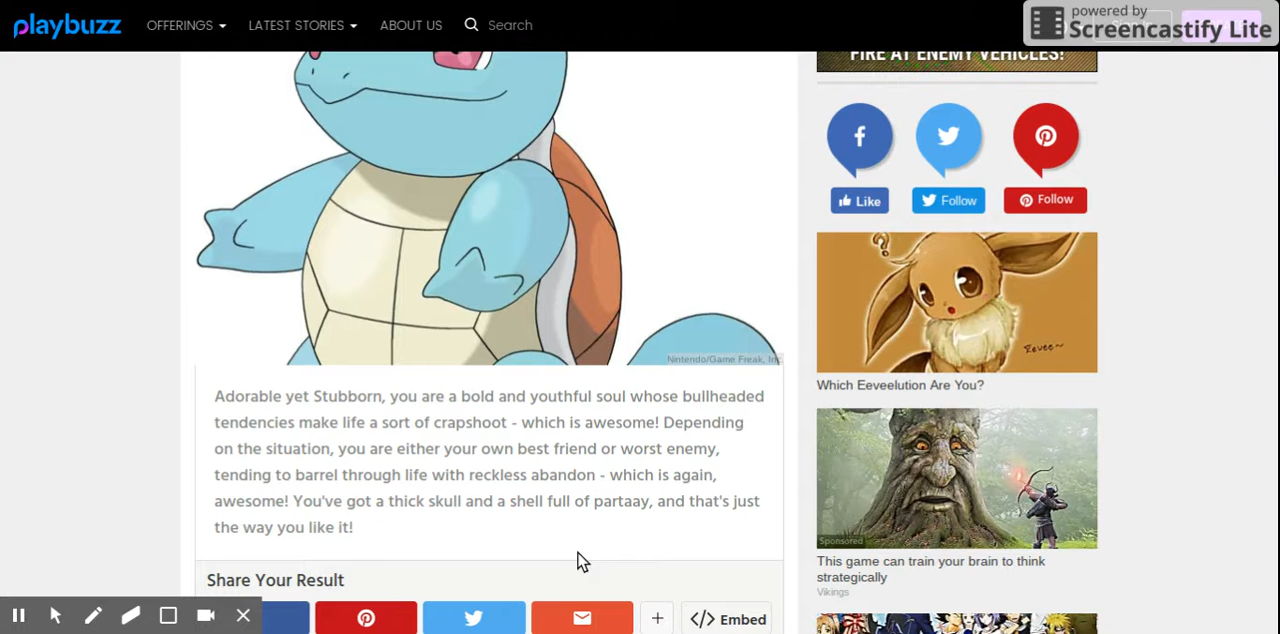 playbuzz OFFERINGS LATEST STORIES ABOUT US Search
powered by
Screencastify Lite
FIRE AT ENEMY VEHICLES!
Like Follow Follow
Eevee~
Nintendo/Game Freak, Inc.
Which Eeveelution Are You?
Adorable yet Stubborn, you are a bold and youthful soul whose bullheaded
tendencies make life a sort of crapshoot - which is awesome! Depending
on the situation, you are either your own best friend or worst enemy,
tending to barrel through life with reckless abandon - which is again,
awesome! You've got a thick skull and a shell full of partaay, and that's just
the way you like it!
Sponsored
This game can train your brain to think
strategically
Vikings
Share Your Result
Embed